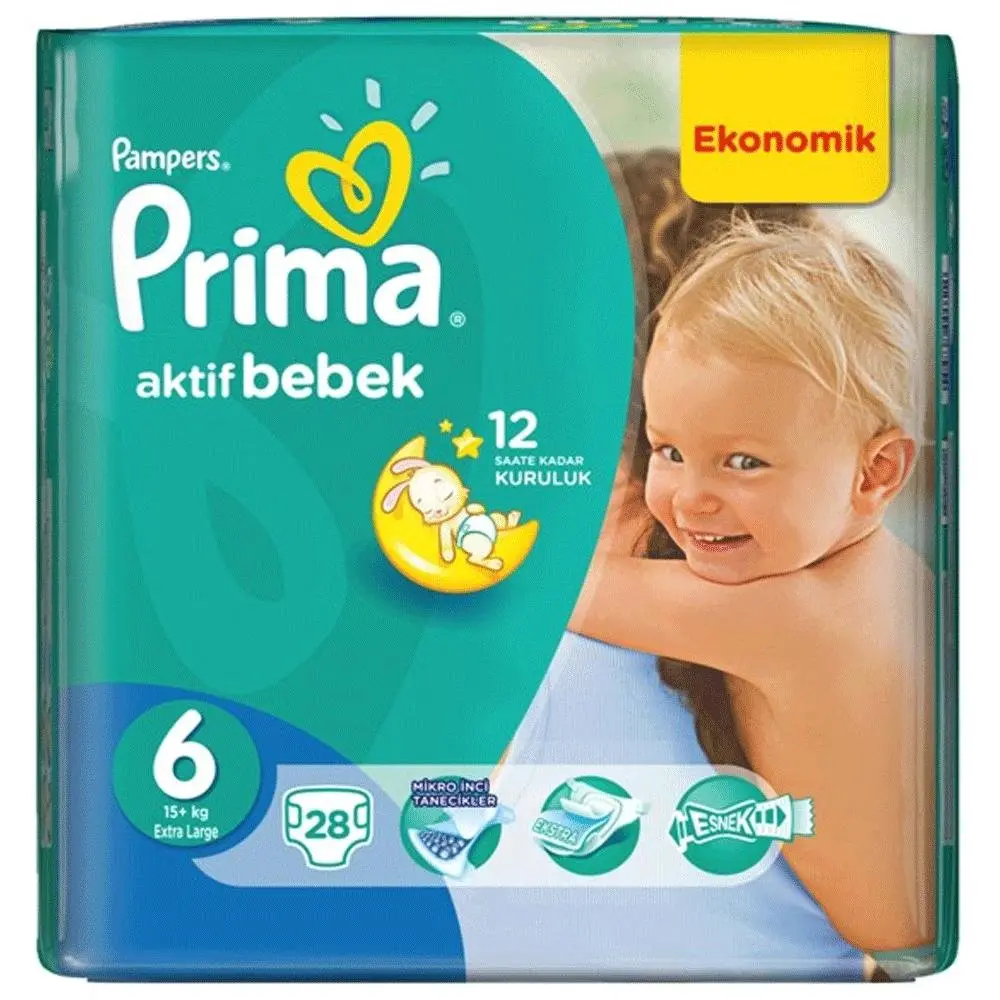 Ekonomik
Pampers®
Prima®
aktif bebek
12
SAATE KADAR
KURULUK
6
15+ kg
Extra Large
28
MİKRO İNCİ
TANECİKLER
EKSTRA
ESNEK